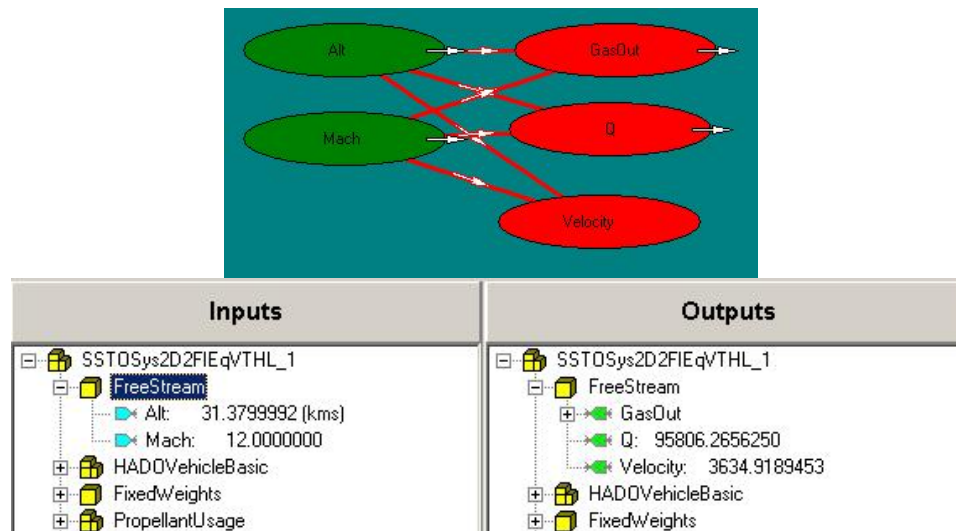 Alt
GasOut
Mach
Q
Velocity
Inputs
Outputs
SSTOSys2D2FlEqVTHL_1
FreeStream
Alt: 31.3799992 (kms)
Mach: 12.0000000
HADOVehicleBasic
FixedWeights
PropellantUsage
SSTOSys2D2FlEqVTHL_1
FreeStream
GasOut
Q: 95806.2656250
Velocity: 3634.9189453
HADOVehicleBasic
FixedWeights